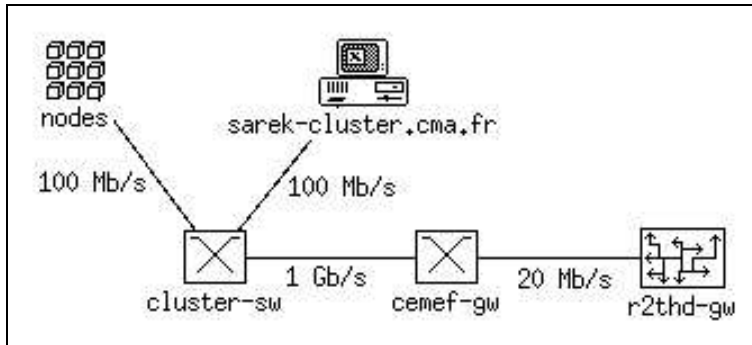 nodes
sarek-cluster.cma.fr
100 Mb/s
100 Mb/s
1 Gb/s
20 Mb/s
cluster-sw
cemef-gw
r2thd-gw
X